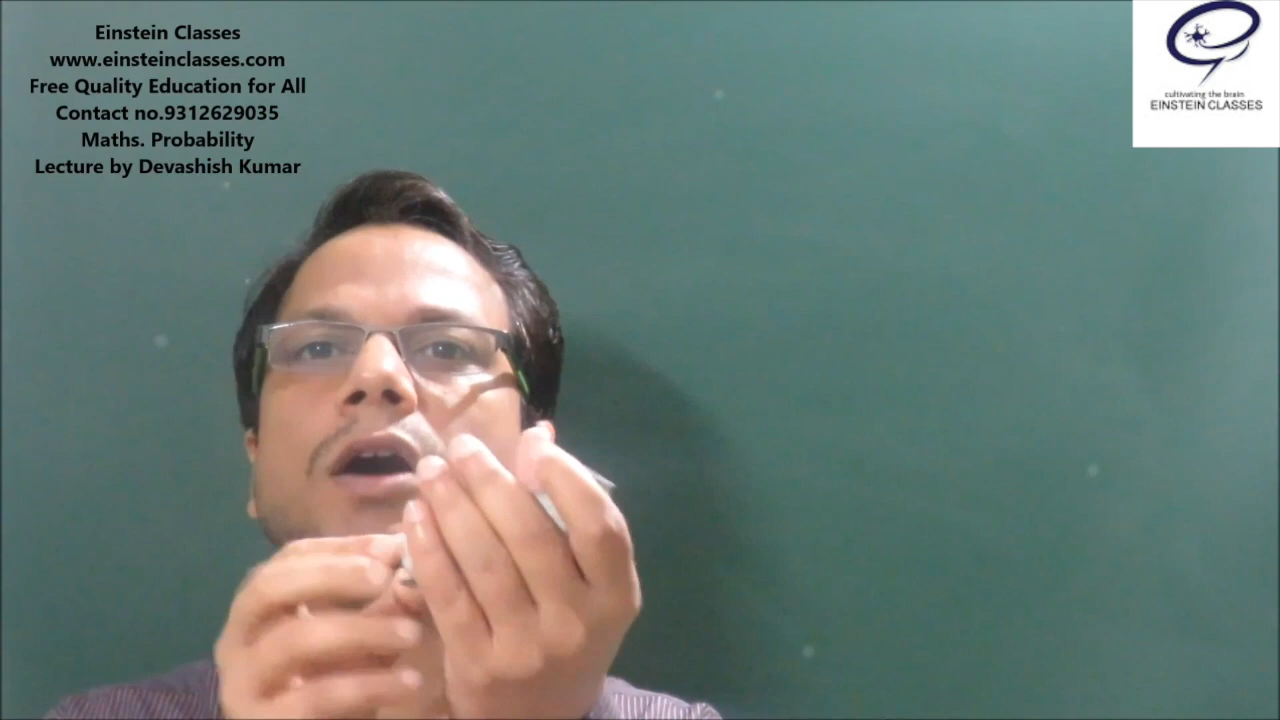 Einstein Classes
www.einsteinclasses.com
Free Quality Education for All
Contact no.9312629035
Maths. Probability
Lecture by Devashish Kumar
cultivating the brain
EINSTEIN CLASSES